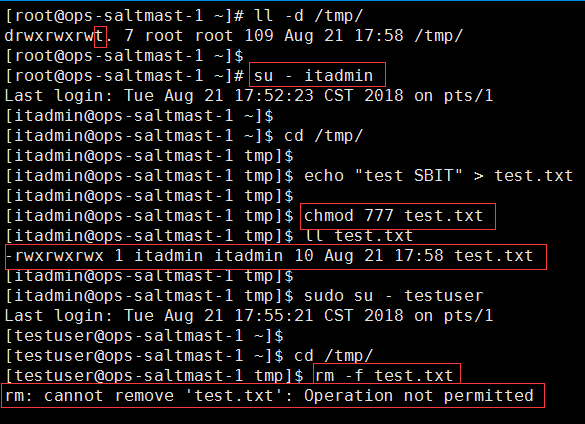 [root@ops-saltmast-1 ~]# ll -d /tmp/
drwxrwxrwt. 7 root root 109 Aug 21 17:58 /tmp/
[root@ops-saltmast-1 ~]#
[root@ops-saltmast-1 ~]# su - itadmin
Last login: Tue Aug 21 17:52:23 CST 2018 on pts/1
[itadmin@ops-saltmast-1 ~]$
[itadmin@ops-saltmast-1 ~]$ cd /tmp/
[itadmin@ops-saltmast-1 tmp]$
[itadmin@ops-saltmast-1 tmp]$ echo "test SBIT" > test.txt
[itadmin@ops-saltmast-1 tmp]$
[itadmin@ops-saltmast-1 tmp]$ chmod 777 test.txt
[itadmin@ops-saltmast-1 tmp]$ ll test.txt
-rwxrwxrwx 1 itadmin itadmin 10 Aug 21 17:58 test.txt
[itadmin@ops-saltmast-1 tmp]$
[itadmin@ops-saltmast-1 tmp]$ sudo su - testuser
Last login: Tue Aug 21 17:55:21 CST 2018 on pts/1
[testuser@ops-saltmast-1 ~]$
[testuser@ops-saltmast-1 ~]$ cd /tmp/
[testuser@ops-saltmast-1 tmp]$ rm -f test.txt
rm: cannot remove 'test.txt': Operation not permitted